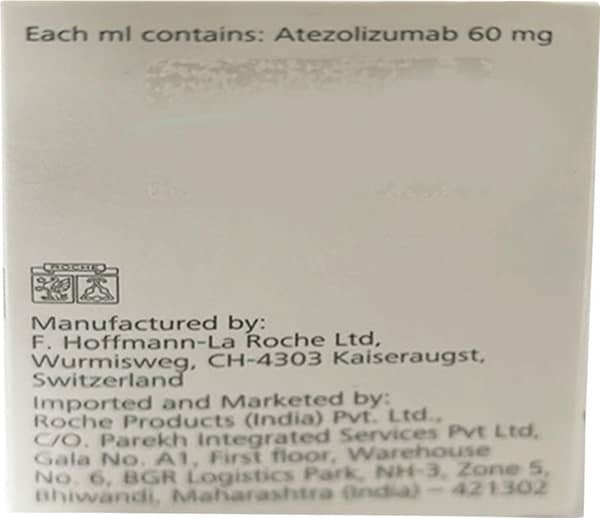 Each ml contains: Atezolizumab 60 mg
ROCHE
Manufactured by:
F. Hoffmann-La Roche Ltd,
Wurmisweg, CH-4303 Kaiseraugst,
Switzerland
Imported and Marketed by:
Roche Products (India) Pvt. Ltd.,
C/O. Parekh Integrated Services Pvt Ltd,
Gala No. A1, First floor, Warehouse
No. 6, BGR Logistics Park, NH-3, Zone 5,
Bhiwandi, Maharashtra (India) – 421302